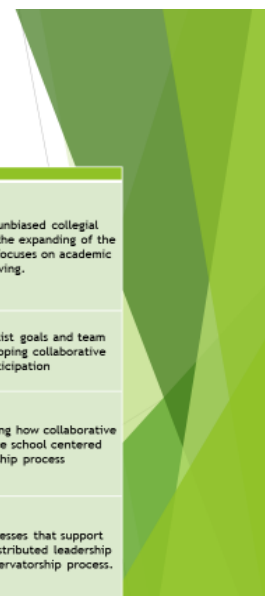 unbiased collegial
the expanding of the
focuses on academic
ving.
ist goals and team
oping collaborative
ticipation
ng how collaborative
e school centered
hip process
esses that support
stributed leadership
ervatorship process.